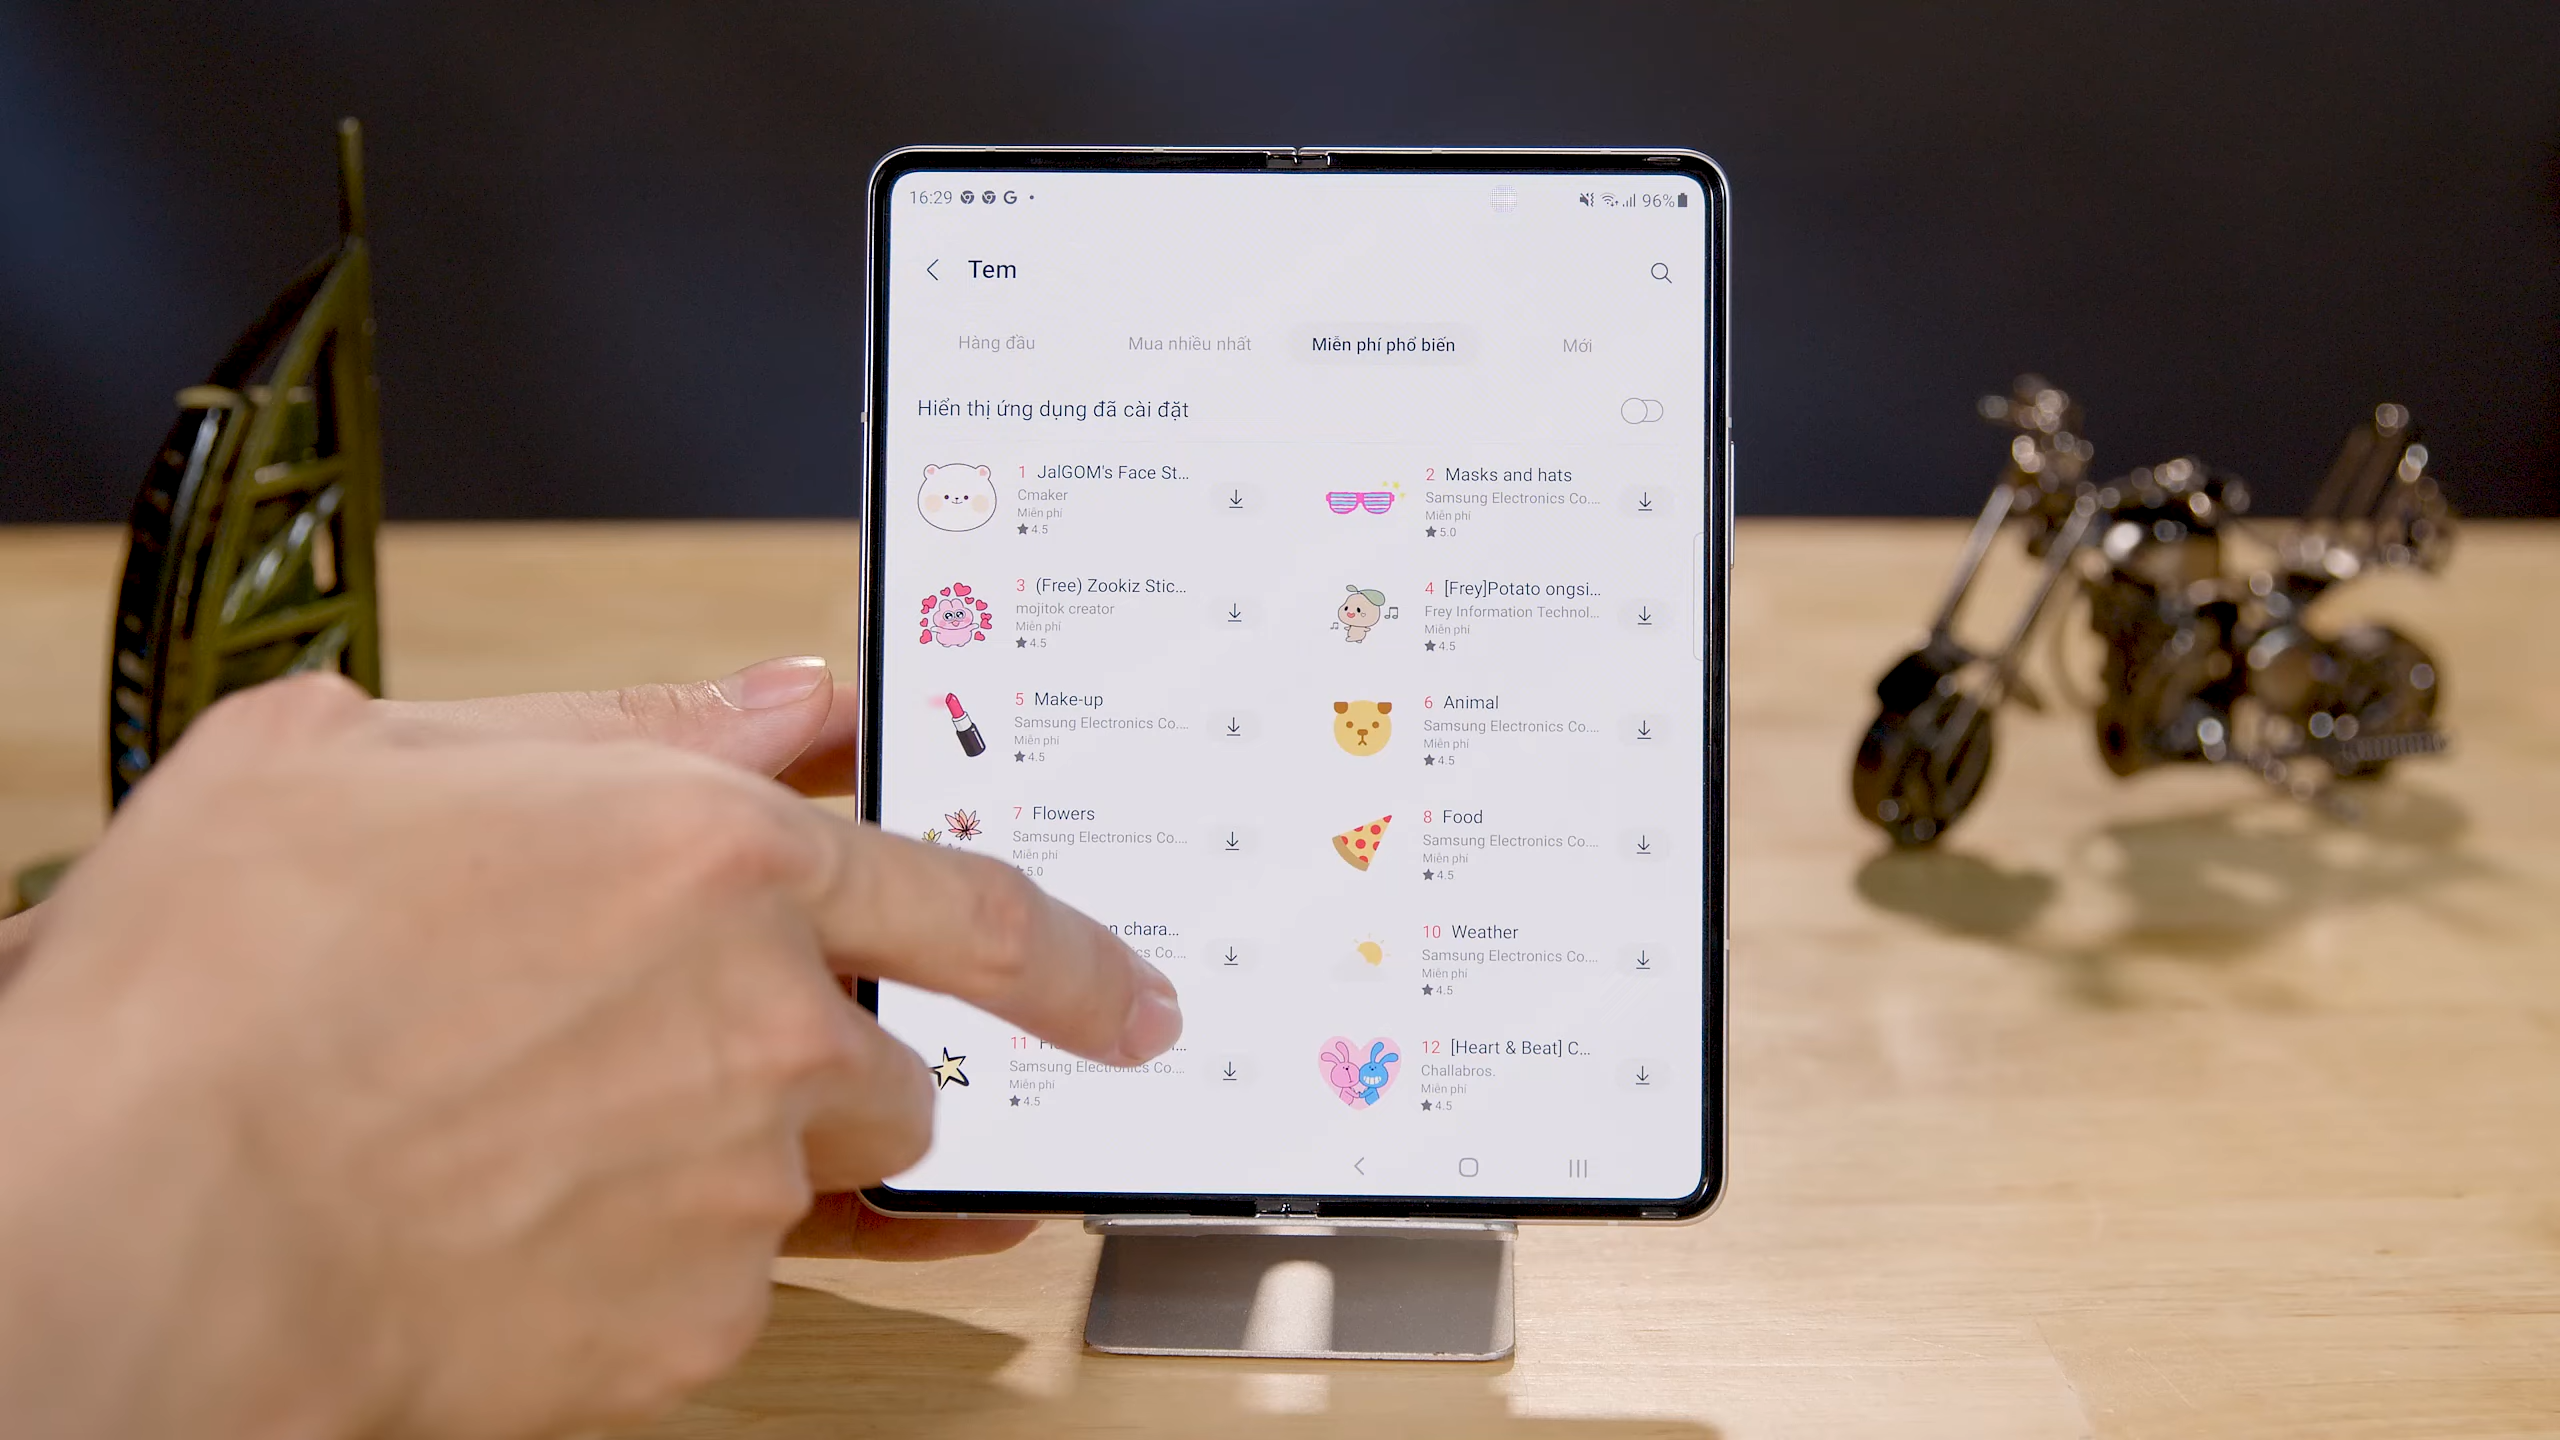 16:29
96%
Tem
Hàng đầu
Mua nhiều nhất
Miễn phí phổ biến
Mới
Hiển thị ứng dụng đã cài đặt
1 JalGOM's Face St...
Cmaker
Miễn phí
4.5
2 Masks and hats
Samsung Electronics Co....
Miễn phí
5.0
3 (Free) Zookiz Stic...
mojitok creator
Miễn phí
4.5
4 [Frey]Potato ongsi...
Frey Information Technol...
Miễn phí
4.5
5 Make-up
Samsung Electronics Co....
Miễn phí
4.5
6 Animal
Samsung Electronics Co....
Miễn phí
4.5
7 Flowers
Samsung Electronics Co....
Miễn phí
5.0
8 Food
Samsung Electronics Co....
Miễn phí
4.5
chara...
10 Weather
Samsung Electronics Co....
Miễn phí
4.5
11
Samsung Electronics Co....
Miễn phí
4.5
12 [Heart & Beat] C...
Challabros.
Miễn phí
4.5